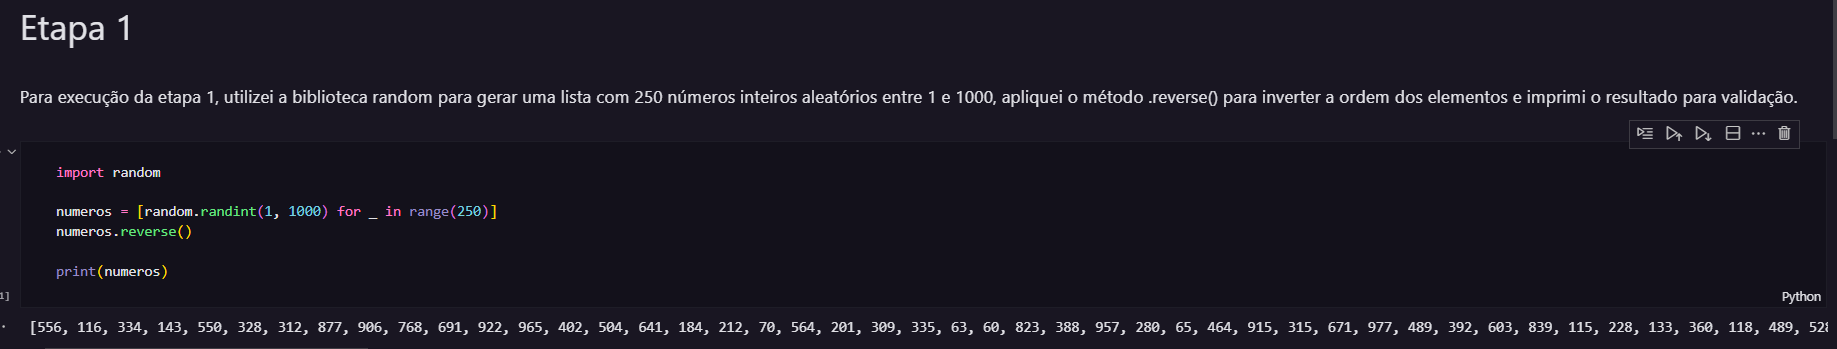 Etapa 1
Para execução da etapa 1, utilizei a biblioteca random para gerar uma lista com 250 números inteiros aleatórios entre 1 e 1000, apliquei o método .reverse() para inverter a ordem dos elementos e imprimi o resultado para validação.
import random
numeros = [random.randint(1, 1000) for _ in range(250)]
numeros.reverse()
print(numeros)
1]
Python
[556, 116, 334, 143, 550, 328, 312, 877, 906, 768, 691, 922, 965, 402, 504, 641, 184, 212, 70, 564, 201, 309, 335, 63, 60, 823, 388, 957, 280, 65, 464, 915, 315, 671, 977, 489, 392, 603, 839, 115, 228, 133, 360, 118, 489, 528